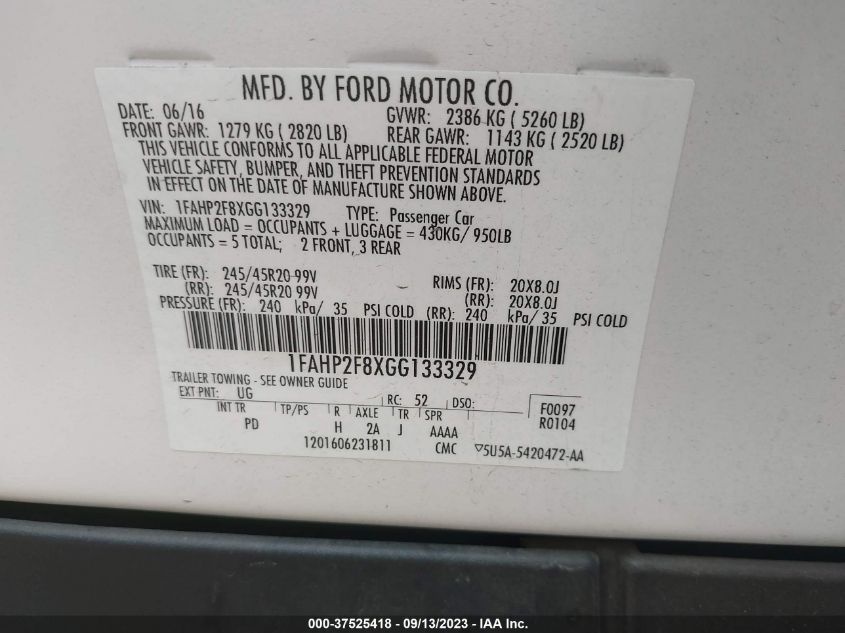 MFD. BY FORD MOTOR CO.
DATE: 06/16 GVWR: 2386 KG ( 5260 LB)
FRONT GAWR: 1279 KG ( 2820 LB) REAR GAWR: 1143 KG ( 2520 LB)
THIS VEHICLE CONFORMS TO ALL APPLICABLE FEDERAL MOTOR
VEHICLE SAFETY, BUMPER, AND THEFT PREVENTION STANDARDS
IN EFFECT ON THE DATE OF MANUFACTURE SHOWN ABOVE.
VIN: 1FAHP2F8XGG133329 TYPE: Passenger Car
MAXIMUM LOAD = OCCUPANTS + LUGGAGE = 430KG/ 950LB
OCCUPANTS = 5 TOTAL; 2 FRONT, 3 REAR
TIRE (FR): 245/45R20 99V RIMS (FR): 20X8.0J
(RR): 245/45R20 99V (RR): 20X8.0J
PRESSURE (FR): 240 kPa/ 35 PSI COLD (RR): 240 kPa/ 35 PSI COLD
1FAHP2F8XGG133329
TRAILER TOWING - SEE OWNER GUIDE
EXT PNT: UG RC: 52 DSO: F0097
INT TR TP/PS R AXLE TR SPR R0104
PD H 2A J AAAA
1201606231811 CMC ▽5U5A-5420472-AA
000-37525418 - 09/13/2023 - IAA Inc.